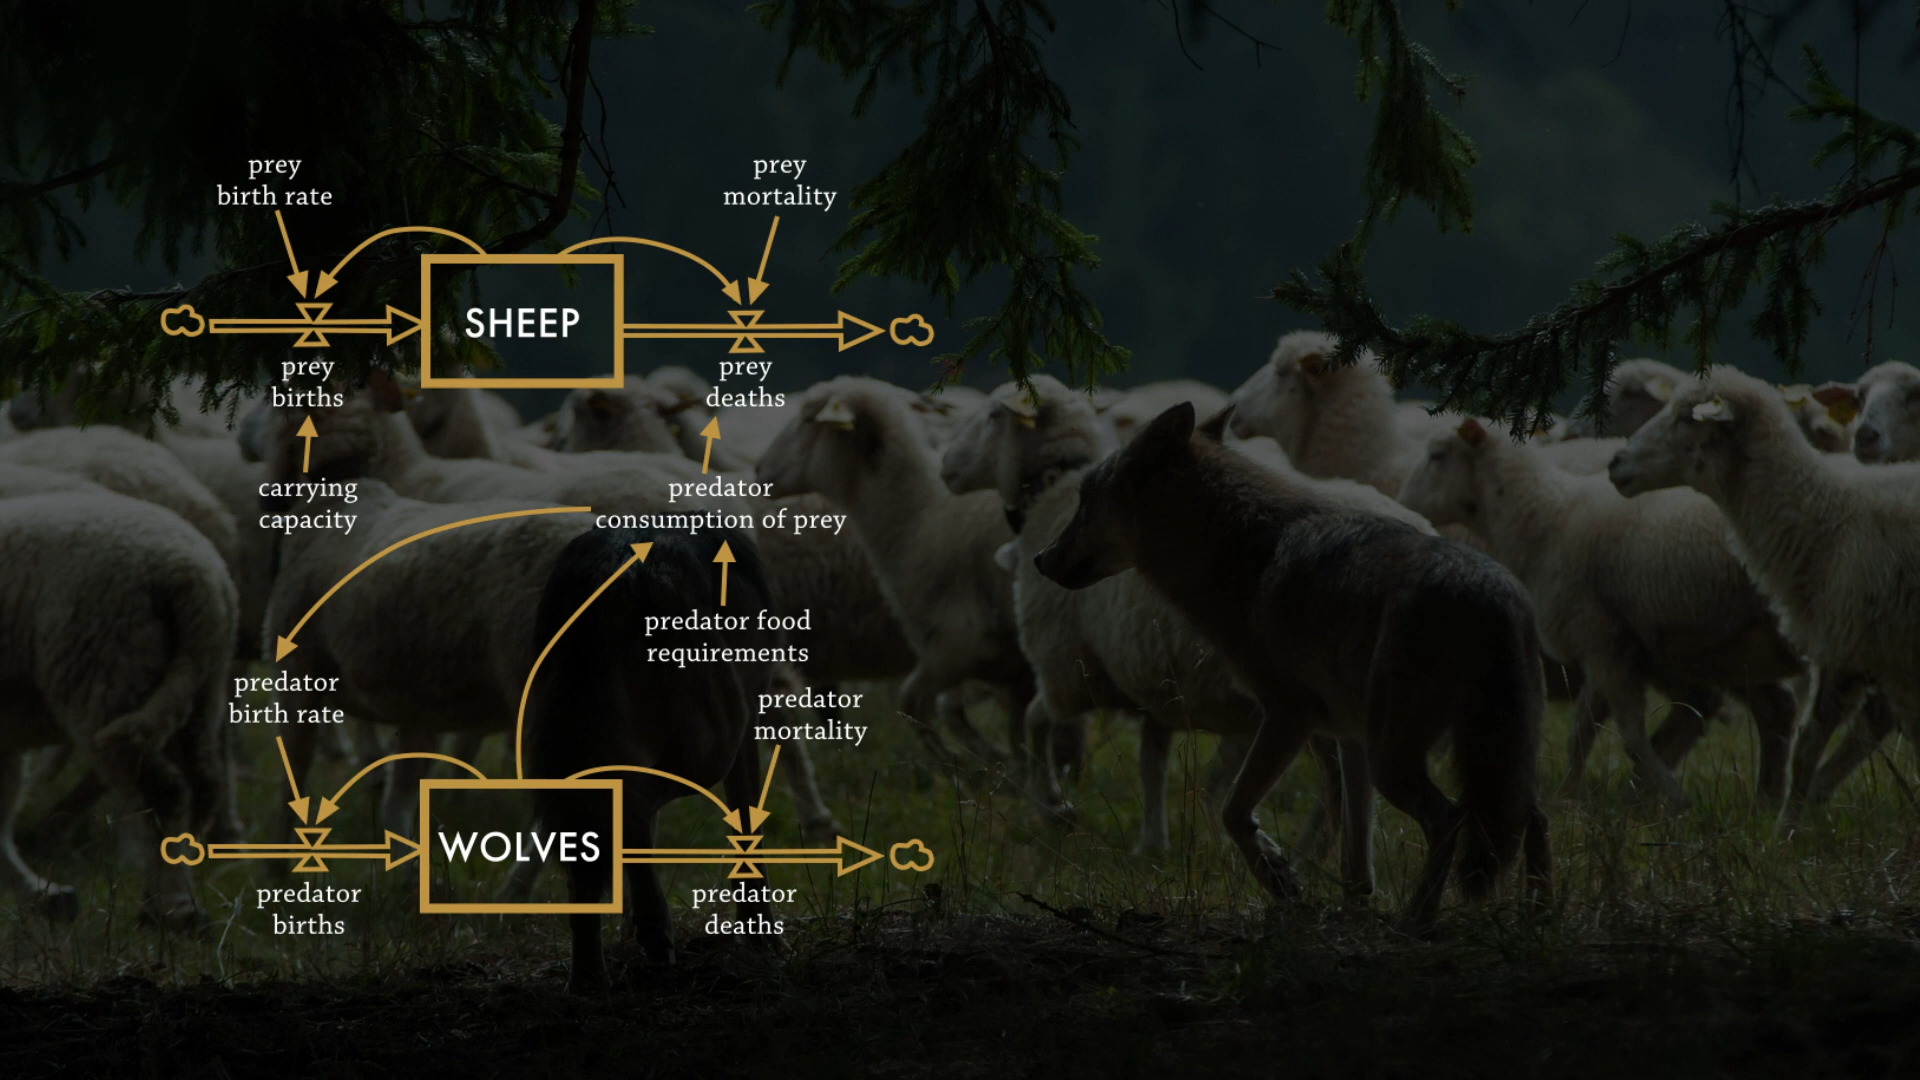 prey
birth rate
prey
mortality
SHEEP
prey
births
prey
deaths
carrying
capacity
predator
consumption of prey
predator food
requirements
predator
birth rate
predator
mortality
WOLVES
predator
births
predator
deaths